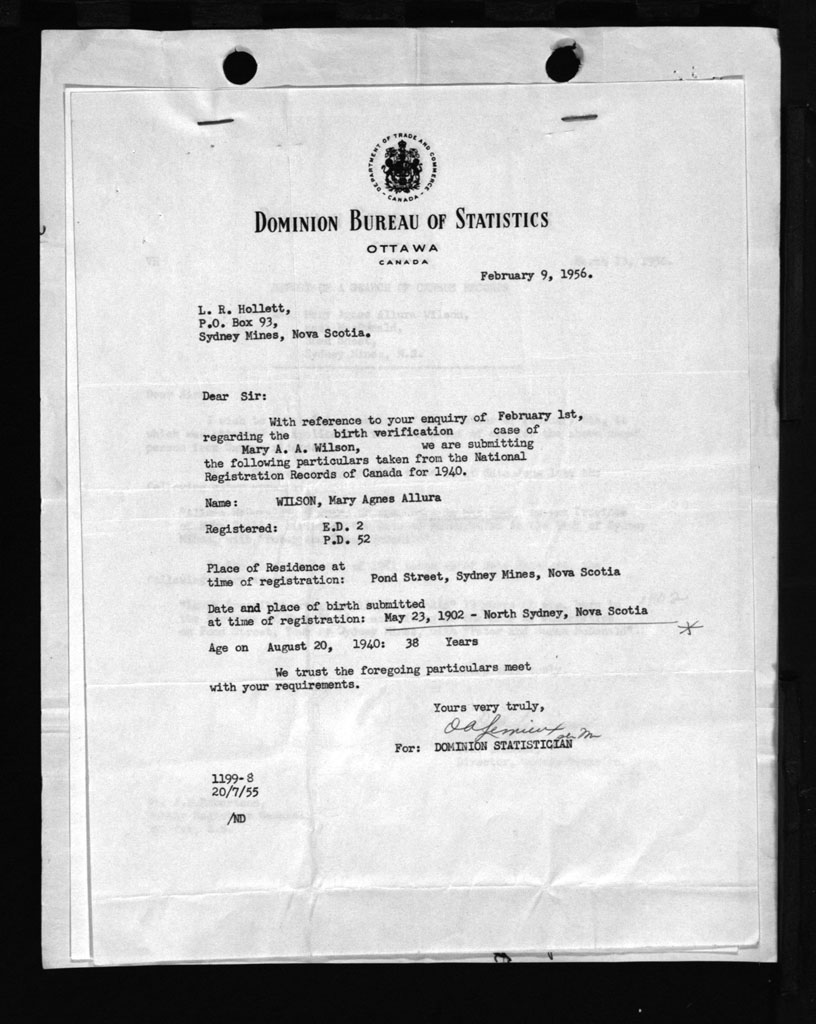 DEPARTMENT OF TRADE AND COMMERCE
CANADA
DOMINION BUREAU OF STATISTICS
OTTAWA
CANADA
February 9, 1956.
L. R. Hollett,
P.O. Box 93,
Sydney Mines, Nova Scotia.
Dear Sir:
With reference to your enquiry of February 1st,
regarding the birth verification case of
Mary A. A. Wilson, we are submitting
the following particulars taken from the National
Registration Records of Canada for 1940.
Name: WILSON, Mary Agnes Allura
Registered: E.D. 2
P.D. 52
Place of Residence at
time of registration: Pond Street, Sydney Mines, Nova Scotia
Date and place of birth submitted
at time of registration: May 23, 1902 - North Sydney, Nova Scotia
Age on August 20, 1940: 38 Years
We trust the foregoing particulars meet
with your requirements.
Yours very truly,
O A Lemieux
For: DOMINION STATISTICIAN
1199-8
20/7/55
/ND